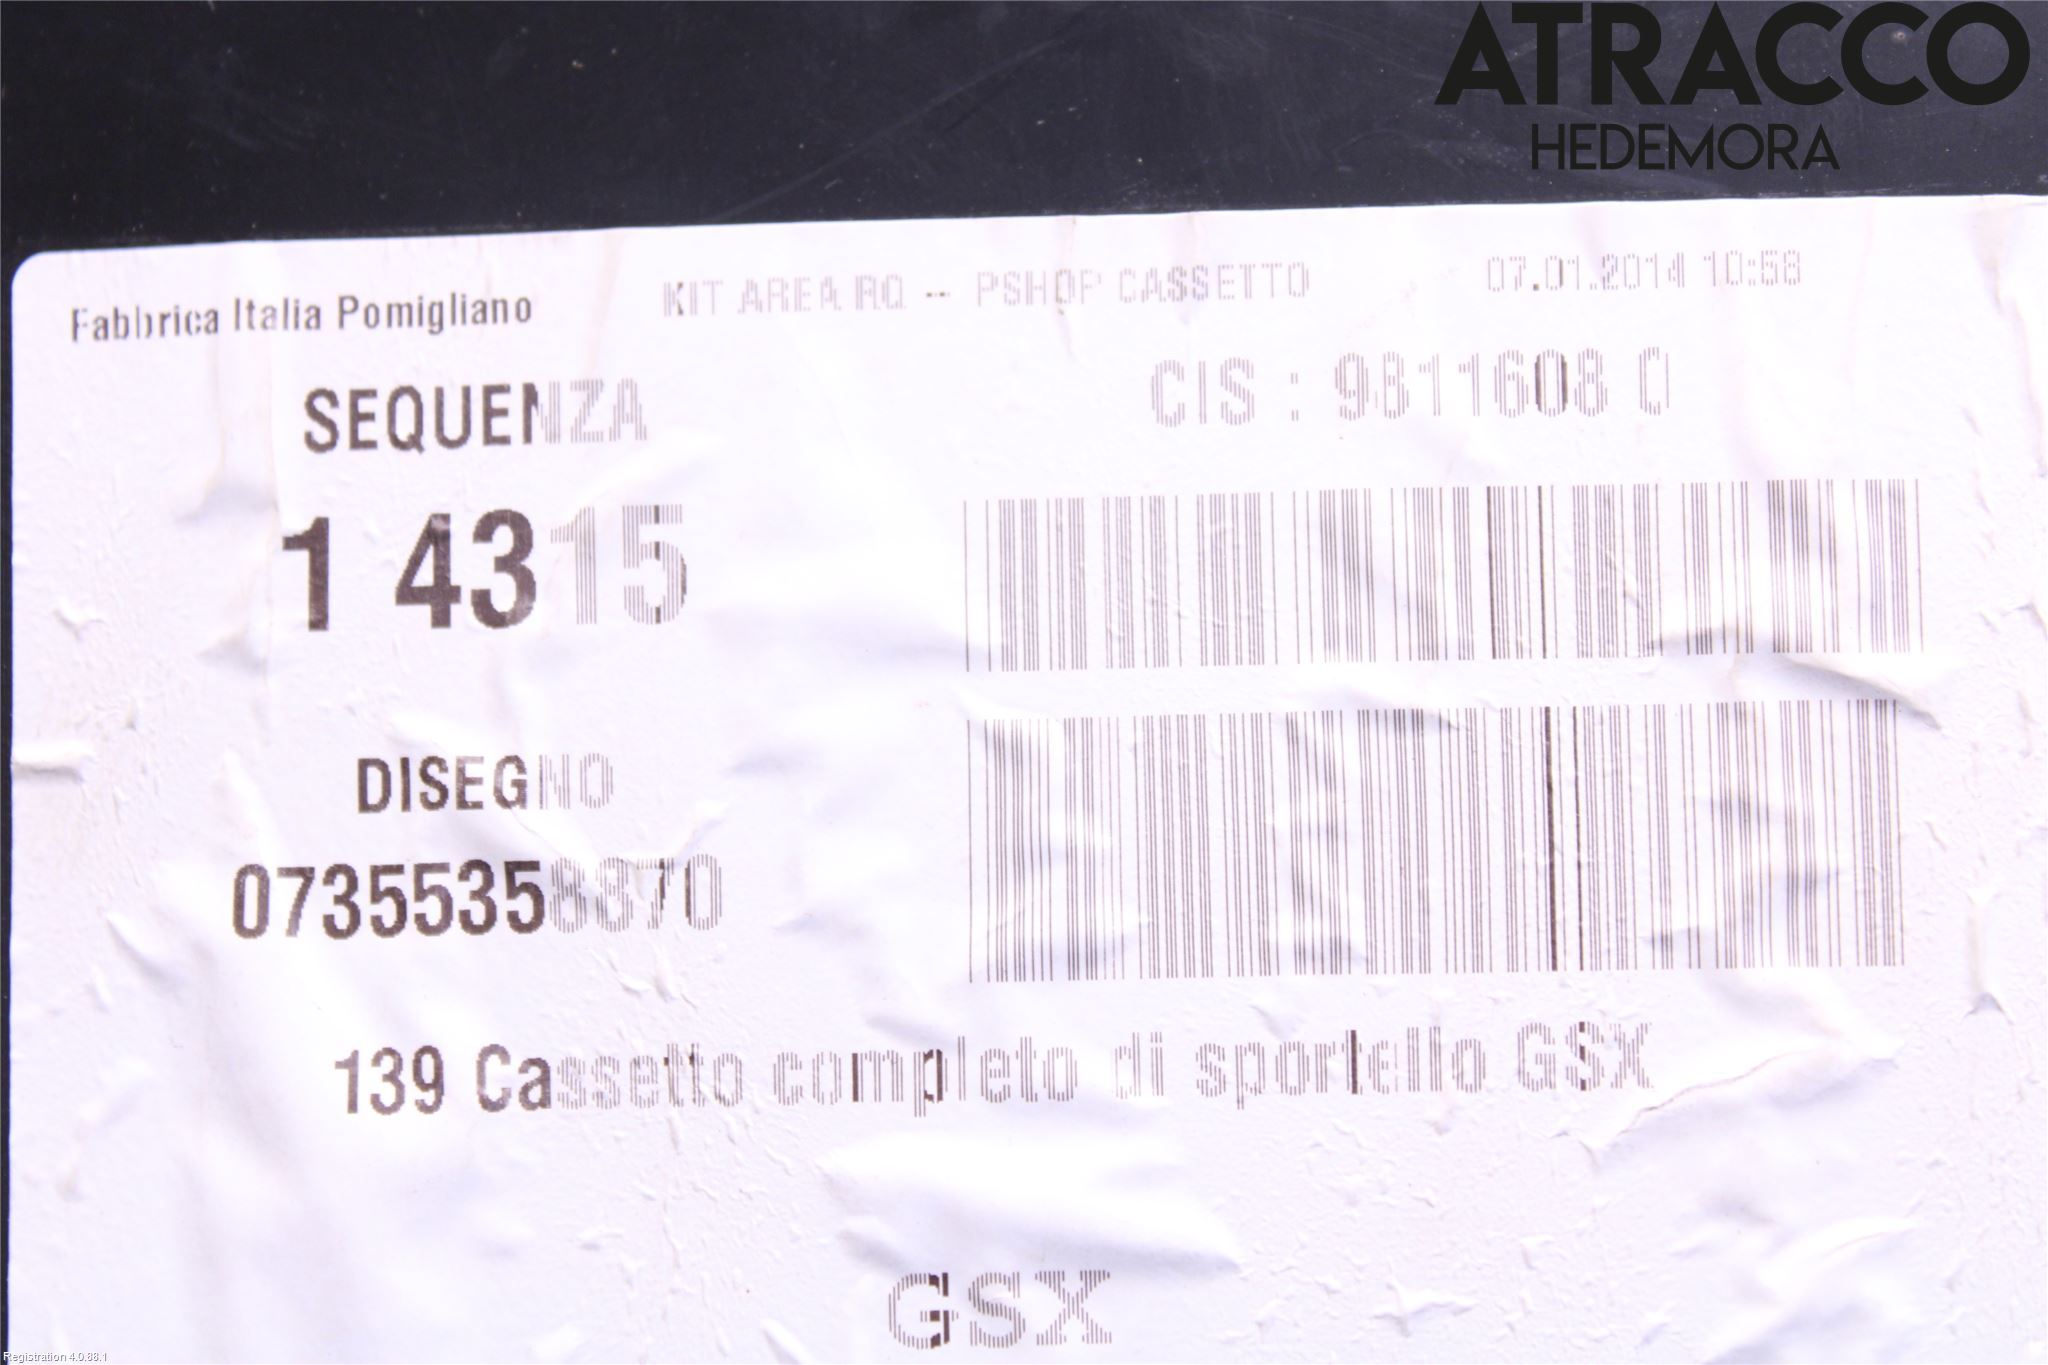 ATRACCO
HEDEMORA
Fabbrica Italia Pomigliano KIT AREA RQ -- PSHOP CASSETTO 07.01.2014 10:58
SEQUENZA CIS : 9811608 0
1 4315
DISEGNO
07355358370
139 Cassetto completo di sportello GSX
GSX
Registration 4.0.88.1